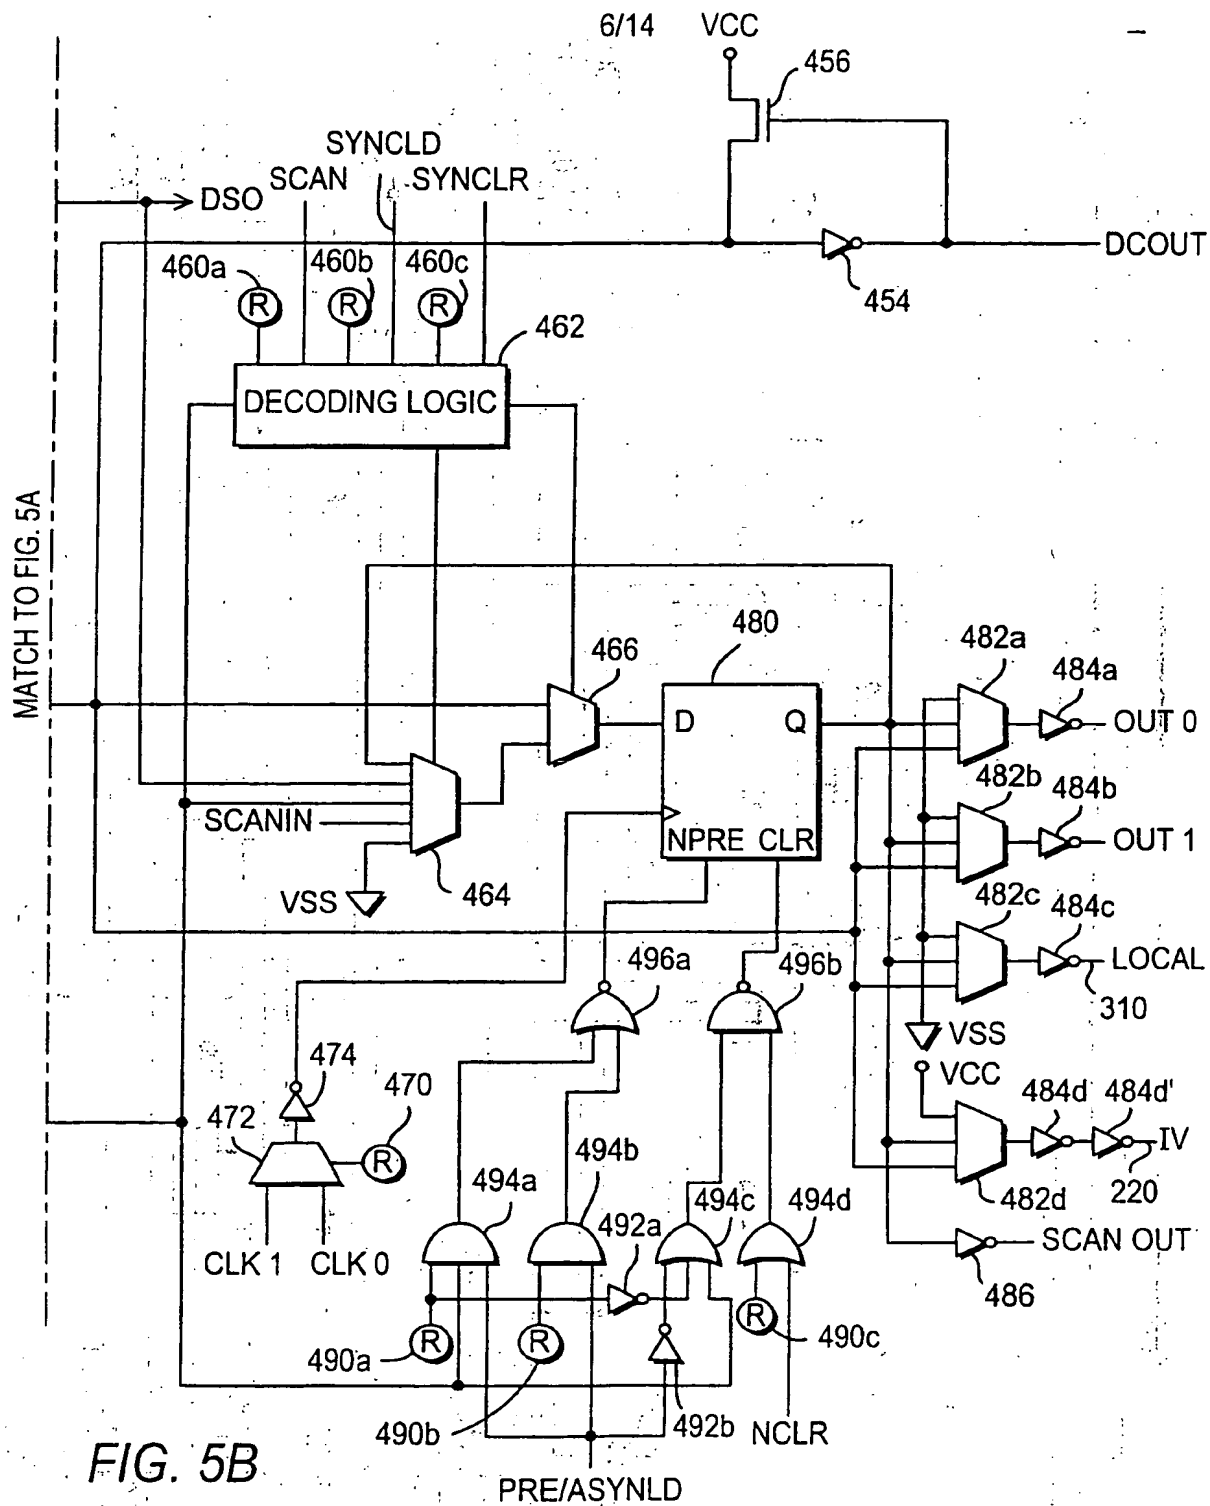 6/14
VCC
456
SYNCLD
SCAN
SYNCLR
DSO
DCOUT
454
460a
460b
460c
R
R
R
462
DECODING LOGIC
MATCH TO FIG. 5A
466
480
482a
484a
D
Q
OUT 0
482b
484b
SCANIN
NPRE CLR
OUT 1
VSS
464
482c
484c
LOCAL
310
496a
496b
VSS
VCC
474
470
472
R
484d
484d'
IV
220
482d
494a
494b
492a
494c
494d
CLK 1
CLK 0
SCAN OUT
486
R
R
R
490a
490b
490c
492b
NCLR
PRE/ASYNLD
FIG. 5B